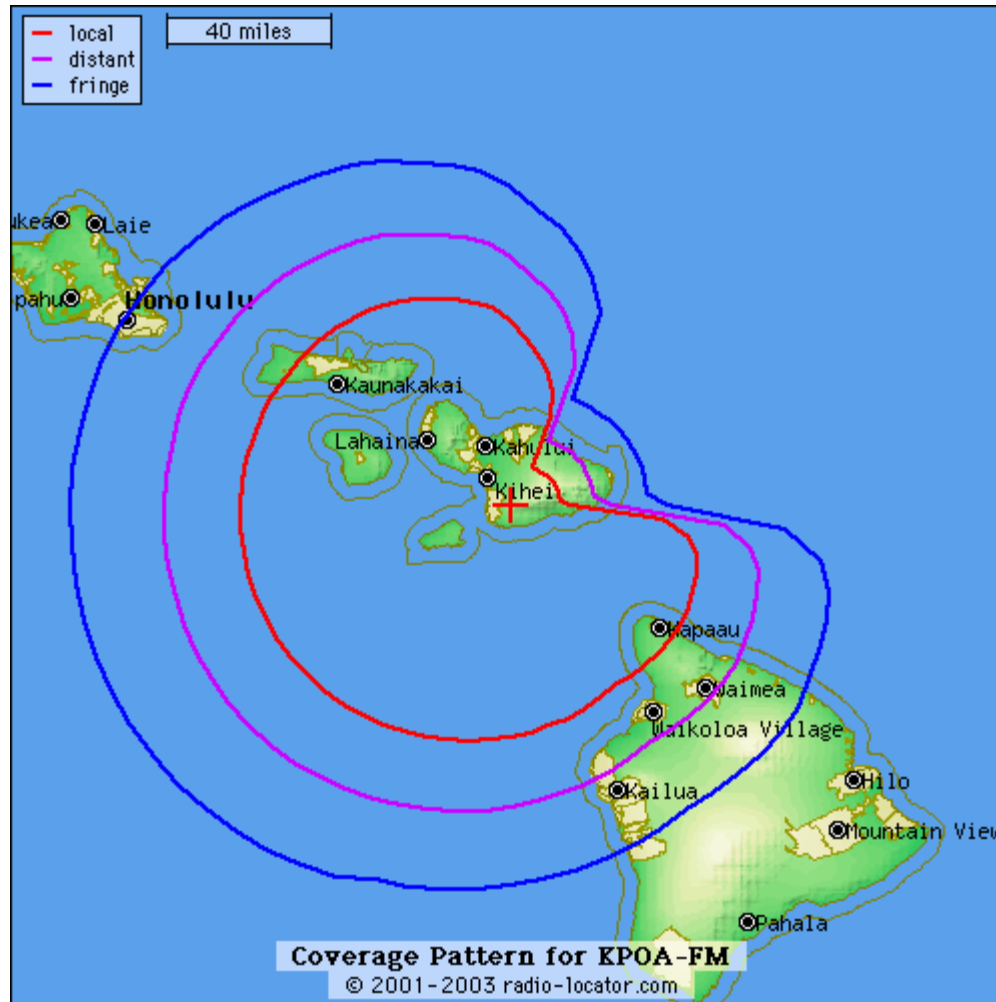 local
40 miles
distant
fringe
ukea
Laie
pahu
Honolulu
Kaunakakai
Lahaina
Kahului
Kihei
Kapaau
Waimea
Waikoloa Village
Kailua
Hilo
Mountain View
Pahala
Coverage Pattern for KPOA-FM
© 2001-2003 radio-locator.com